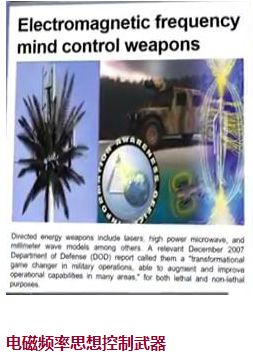 Electromagnetic frequency
mind control weapons
INFORMATION AWARENESS OFFICE
Directed energy weapons include lasers, high power microwave, and
millimeter wave models among others. A relevant December 2007
Department of Defense (DOD) report called them a "transformational
game changer in military operations, able to augment and improve
operational capabilities in many areas," for both lethal and non-lethal
purposes.
电磁频率思想控制武器